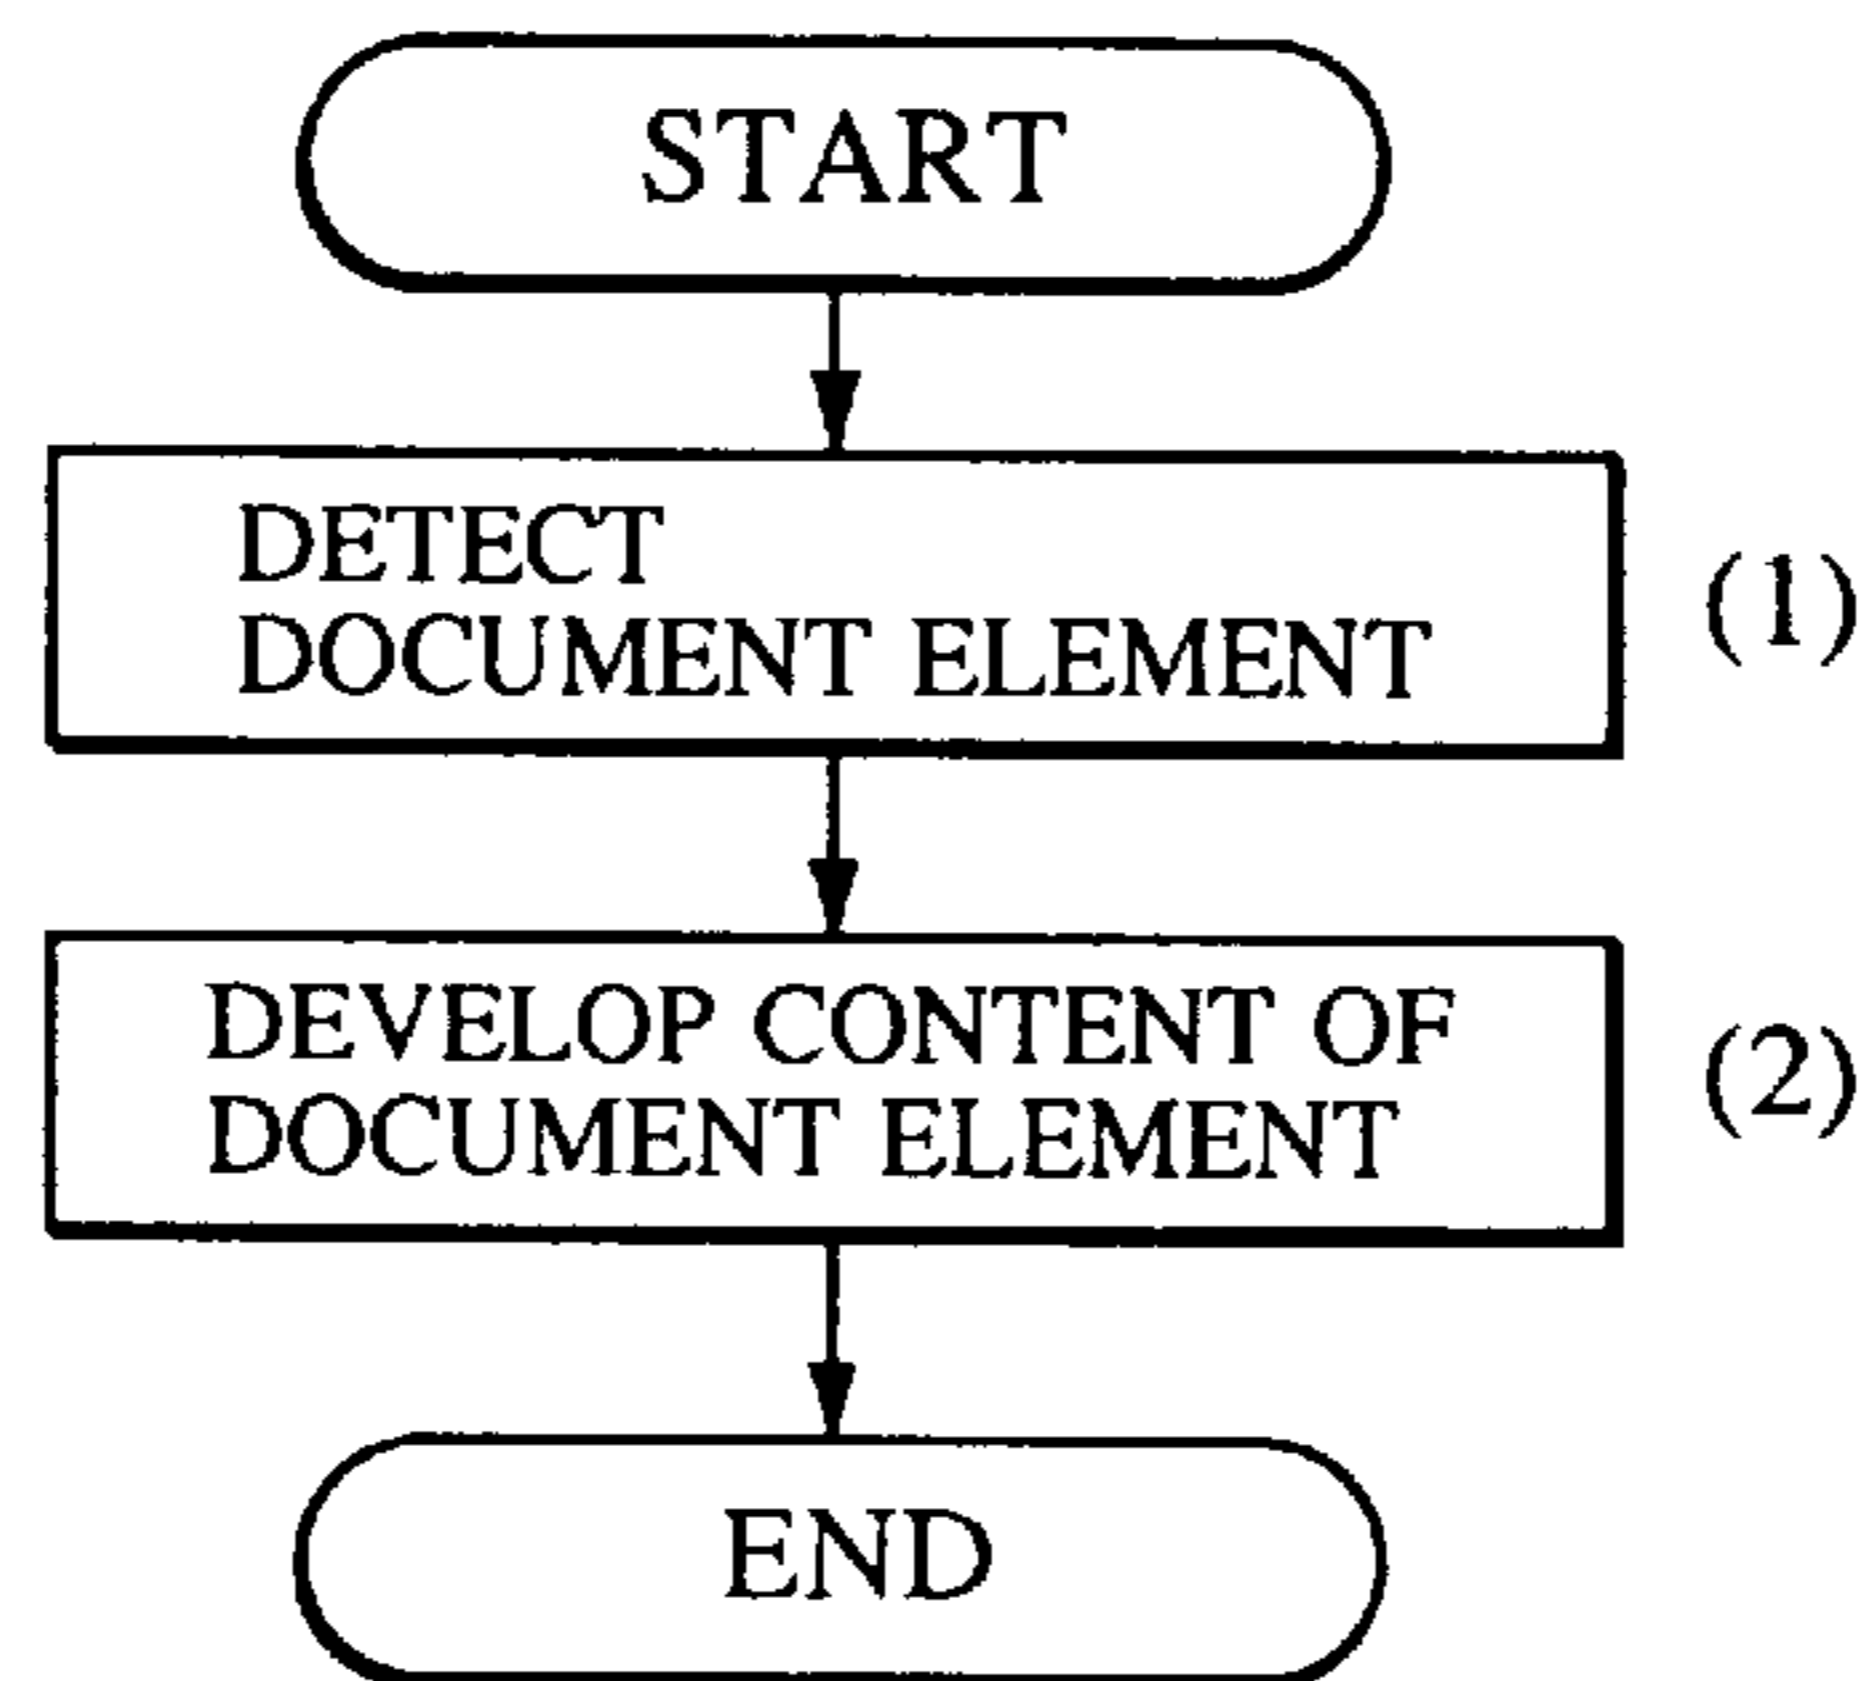 START
DETECT
DOCUMENT ELEMENT
(1)
DEVELOP CONTENT OF
DOCUMENT ELEMENT
(2)
END